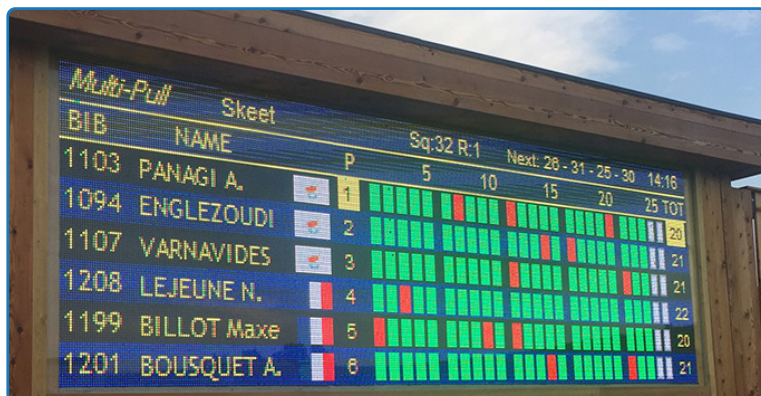 Multi-Pull Skeet Sq:32 R:1 Next: 28 - 31 - 25 - 30 14:16
BIB NAME P 5 10 15 20 25 TOT
1103 PANAGI A. 1 20
1094 ENGLEZOUDI 2 21
1107 VARNAVIDES 3 21
1208 LEJEUNE N. 4 22
1199 BILLOT Maxe 5 20
1201 BOUSQUET A. 6 21